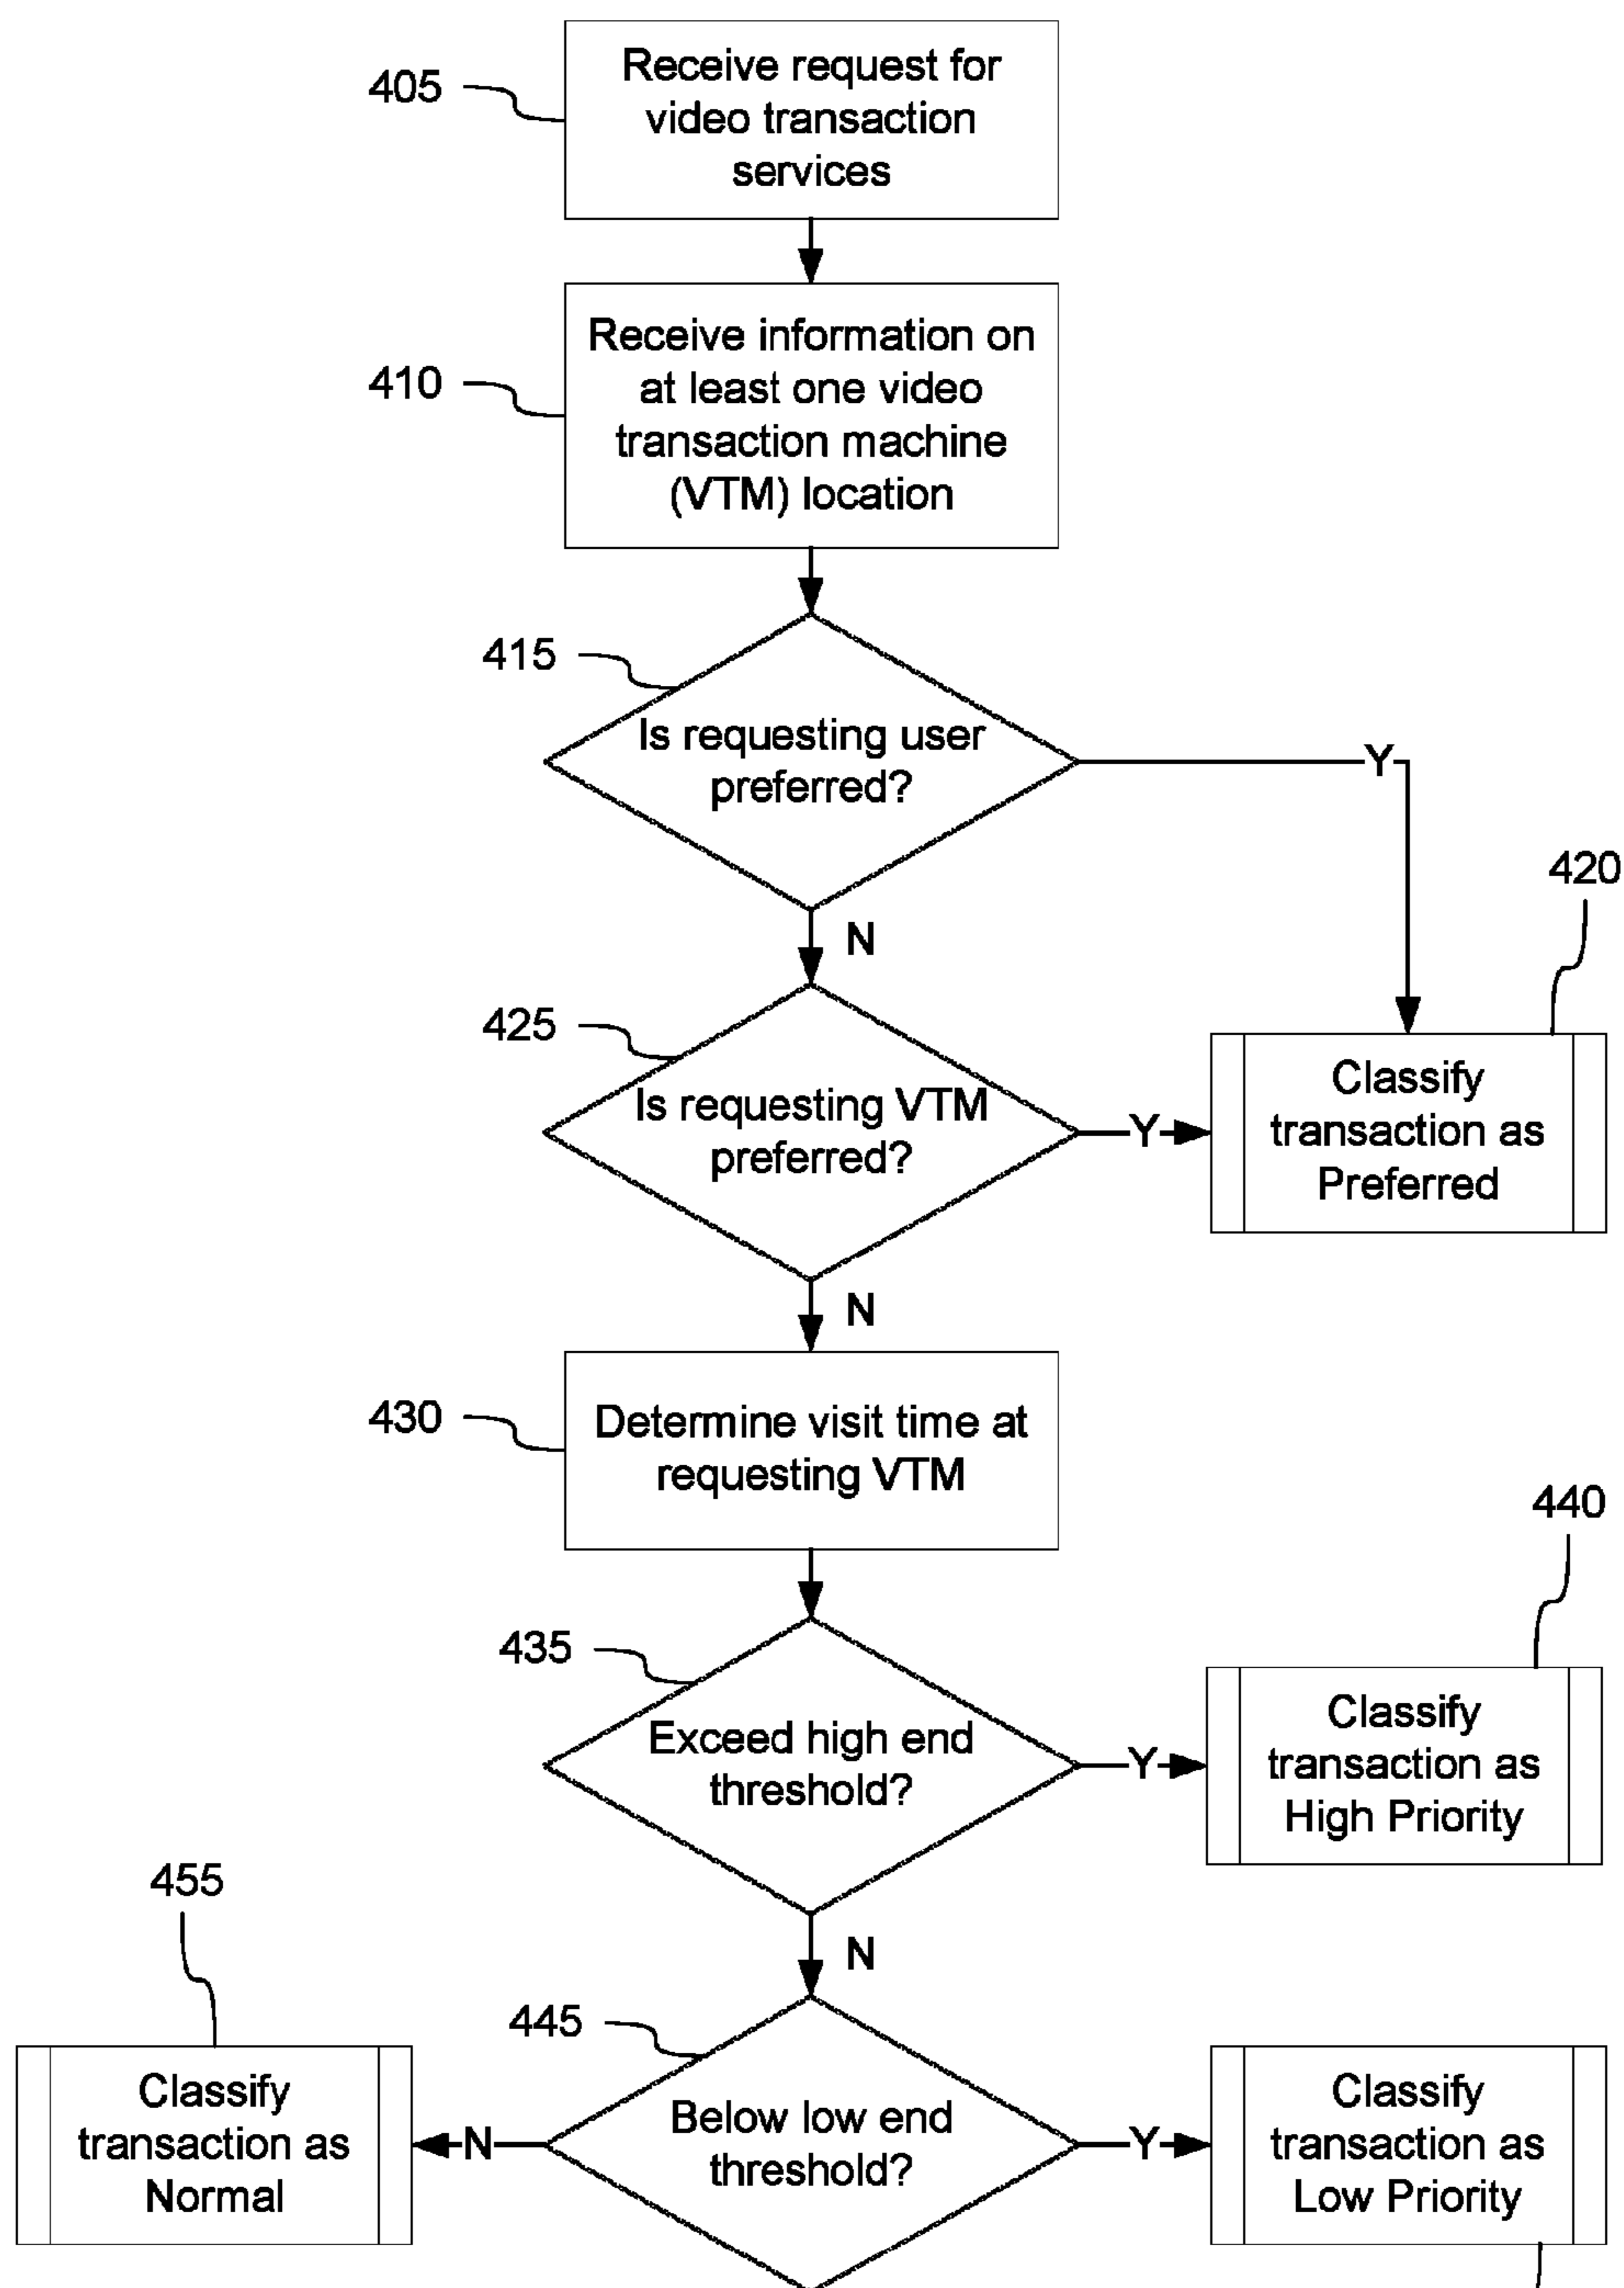 405
Receive request for
video transaction
services
410
Receive information on
at least one video
transaction machine
(VTM) location
415
Is requesting user
preferred?
Y
N
420
425
Is requesting VTM
preferred?
Y
Classify
transaction as
Preferred
N
430
Determine visit time at
requesting VTM
440
435
Exceed high end
threshold?
Y
Classify
transaction as
High Priority
N
455
445
Classify
transaction as
Normal
N
Below low end
threshold?
Y
Classify
transaction as
Low Priority